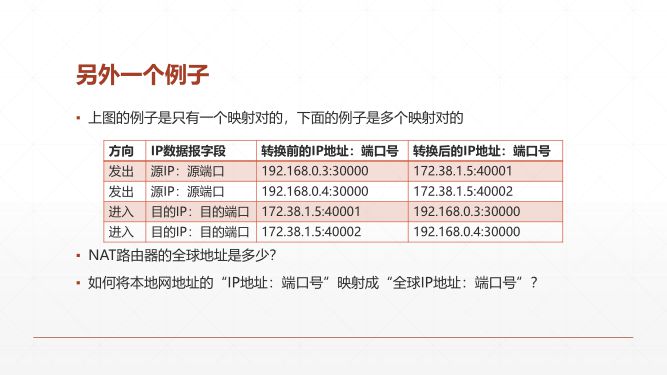 另外一个例子
上图的例子是只有一个映射对的，下面的例子是多个映射对的
方向 IP数据报字段 转换前的IP地址：端口号 转换后的IP地址：端口号
发出 源IP：源端口 192.168.0.3:30000 172.38.1.5:40001
发出 源IP：源端口 192.168.0.4:30000 172.38.1.5:40002
进入 目的IP：目的端口 172.38.1.5:40001 192.168.0.3:30000
进入 目的IP：目的端口 172.38.1.5:40002 192.168.0.4:30000
NAT路由器的全球地址是多少？
如何将本地网地址的“IP地址：端口号”映射成“全球IP地址：端口号”？